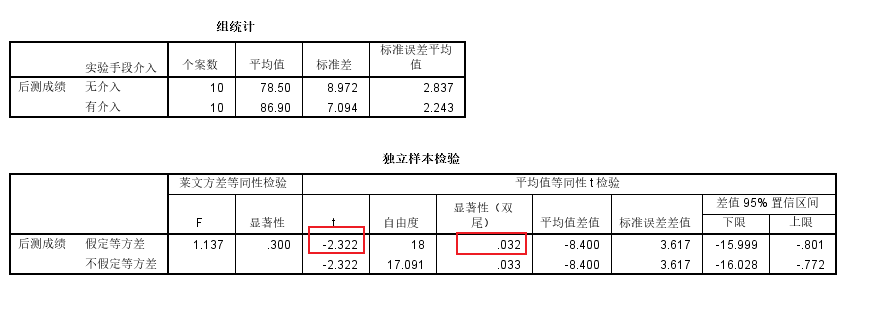 组统计
标准误差平均值
实验手段介入 个案数 平均值 标准差
后测成绩 无介入 10 78.50 8.972 2.837
有介入 10 86.90 7.094 2.243
独立样本检验
莱文方差等同性检验 平均值等同性 t 检验
差值 95% 置信区间
F 显著性 t 自由度 显著性（双尾） 平均值差值 标准误差差值 下限 上限
后测成绩 假定等方差 1.137 .300 -2.322 18 .032 -8.400 3.617 -15.999 -.801
不假定等方差 -2.322 17.091 .033 -8.400 3.617 -16.028 -.772